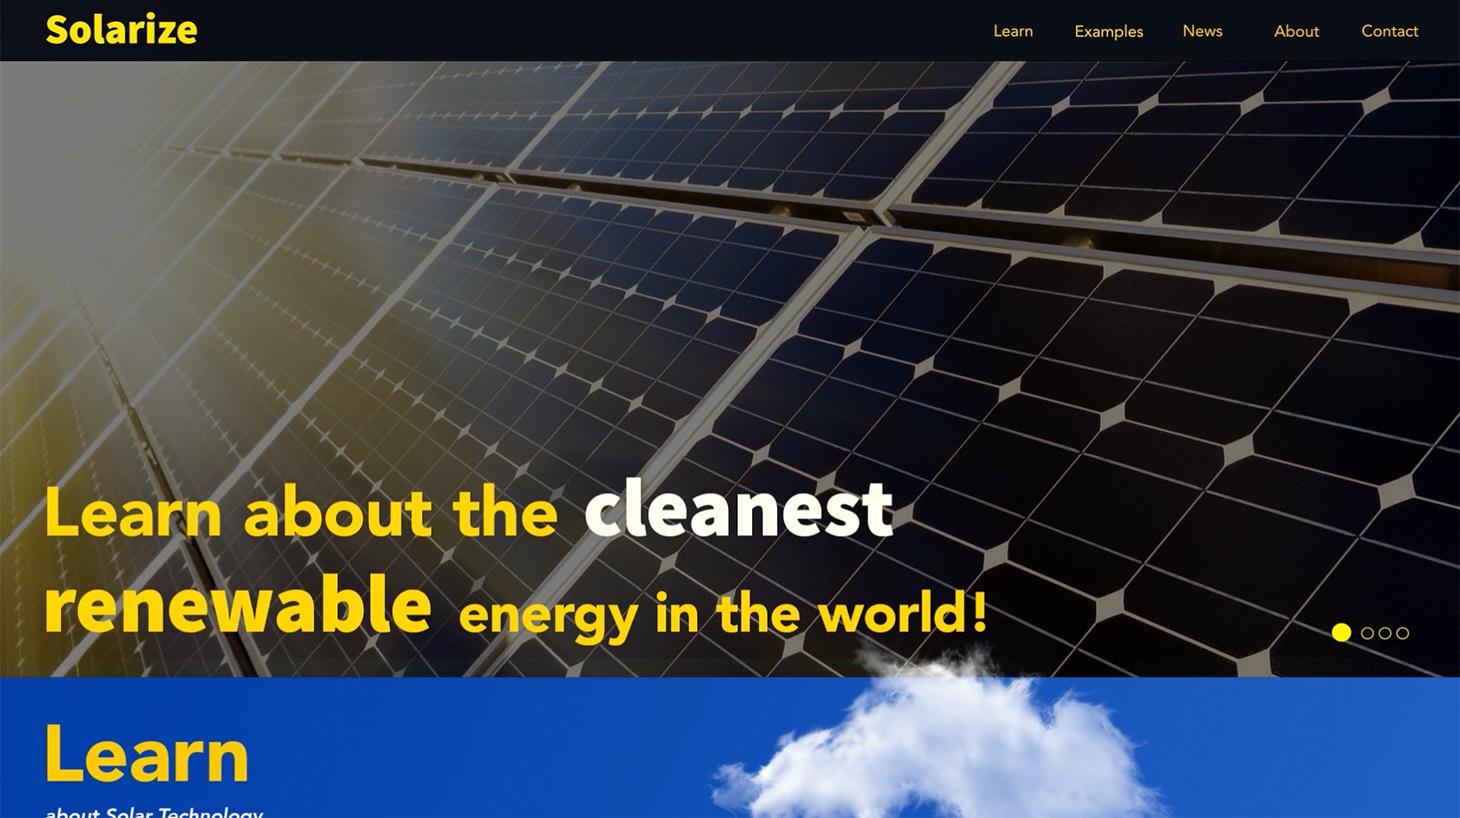 Solarize
Learn Examples News About Contact
Learn about the cleanest
renewable energy in the world!
Learn
about Solar Technology